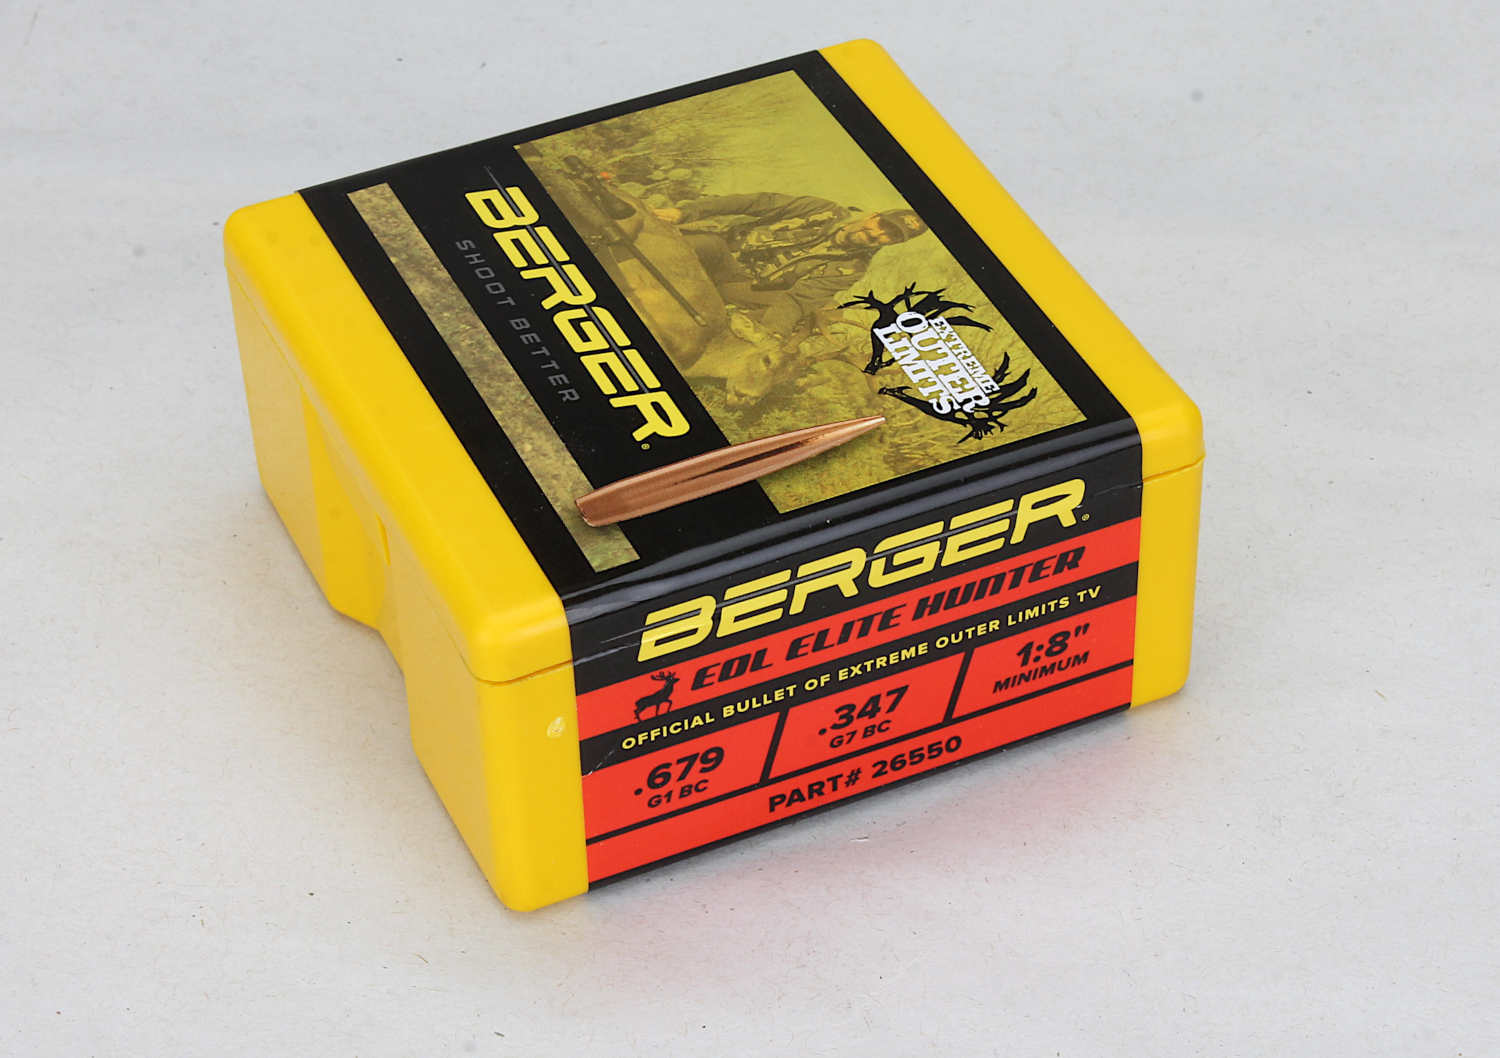 BERGER®
SHOOT BETTER
EXTREME
OUTER
LIMITS
BERGER®
EOL ELITE HUNTER
OFFICIAL BULLET OF EXTREME OUTER LIMITS TV
.679
G1 BC
.347
G7 BC
1:8"
MINIMUM
PART# 26550